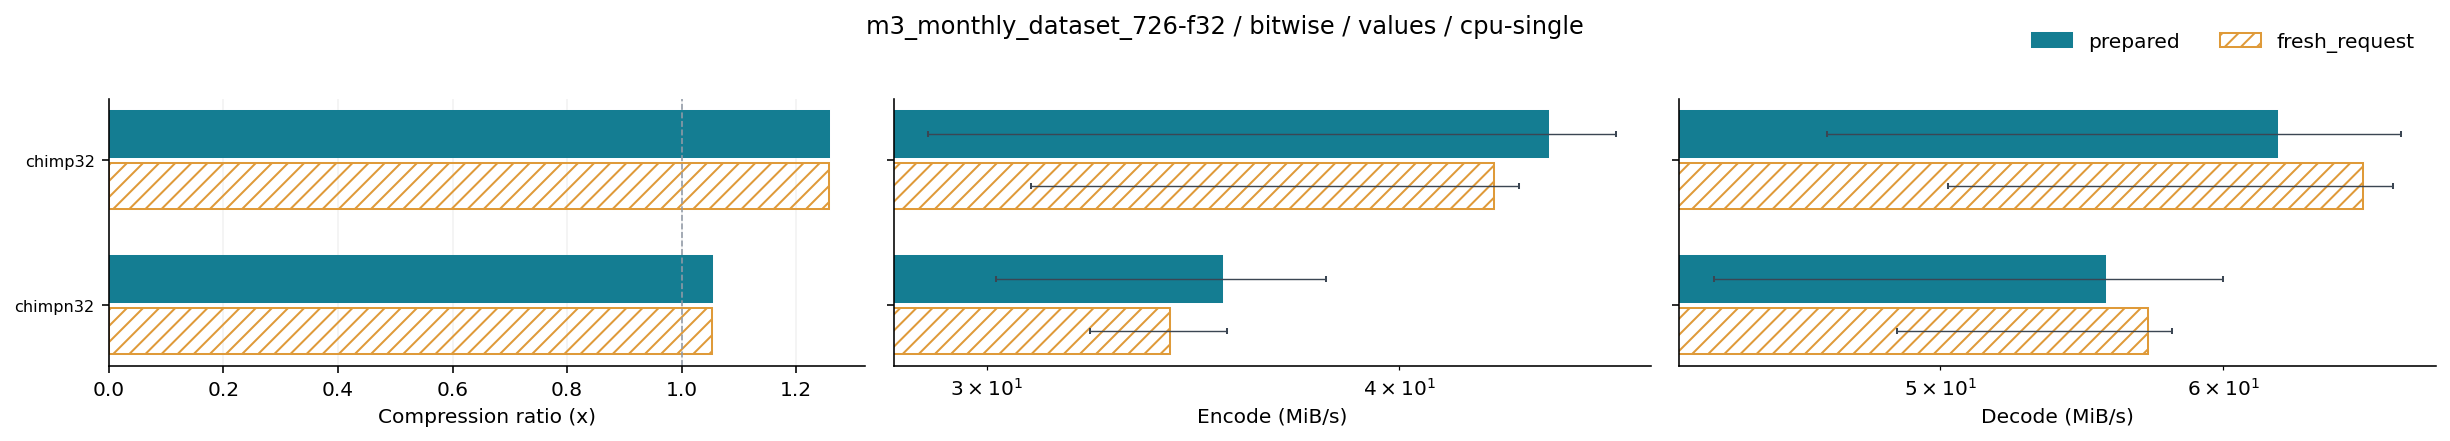 m3_monthly_dataset_726-f32 / bitwise / values / cpu-single
prepared
fresh_request
chimp32
chimpn32
0.0 0.2 0.4 0.6 0.8 1.0 1.2
Compression ratio (x)
3 × 10¹ 4 × 10¹
Encode (MiB/s)
5 × 10¹ 6 × 10¹
Decode (MiB/s)